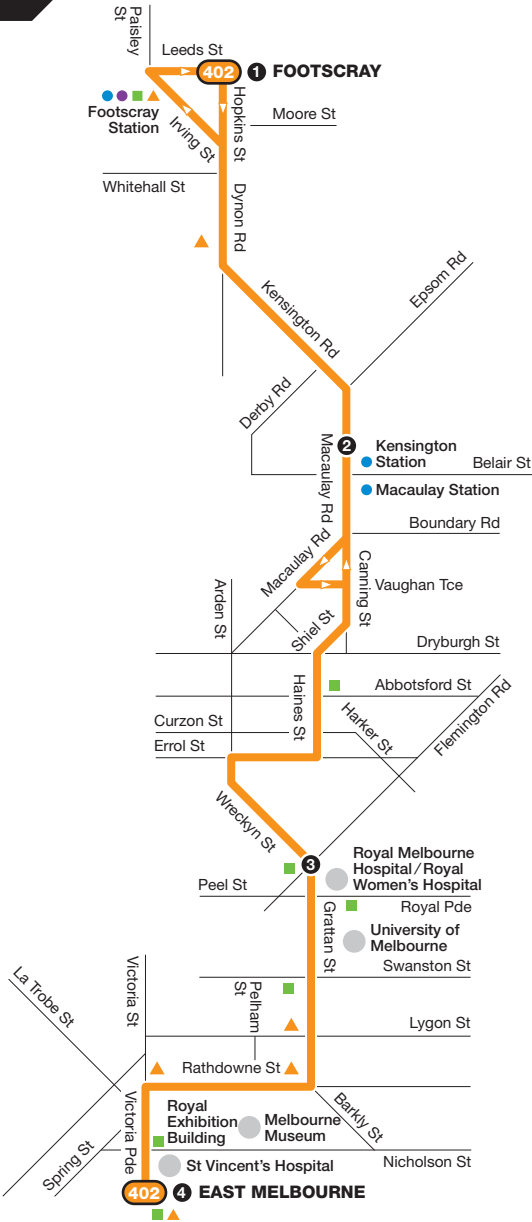 Paisley
St
Leeds St
402
1
FOOTSCRAY
Footscray
Station
Irving St
Hopkins St
Moore St
Whitehall St
Dynon Rd
Kensington Rd
Epsom Rd
Derby Rd
Macaulay Rd
2
Kensington
Station
Belair St
Macaulay Station
Boundary Rd
Macaulay Rd
Canning St
Vaughan Tce
Arden St
Shiel St
Dryburgh St
Haines St
Abbotsford St
Curzon St
Harker St
Flemington Rd
Errol St
Wreckyn St
3
Royal Melbourne
Hospital/Royal
Women's Hospital
Peel St
Grattan St
Royal Pde
University of
Melbourne
Swanston St
La Trobe St
Victoria St
Pelham
St
Lygon St
Rathdowne St
Victoria Pde
Royal
Exhibition
Building
Melbourne
Museum
Barkly St
Spring St
St Vincent's Hospital
Nicholson St
402
4
EAST MELBOURNE